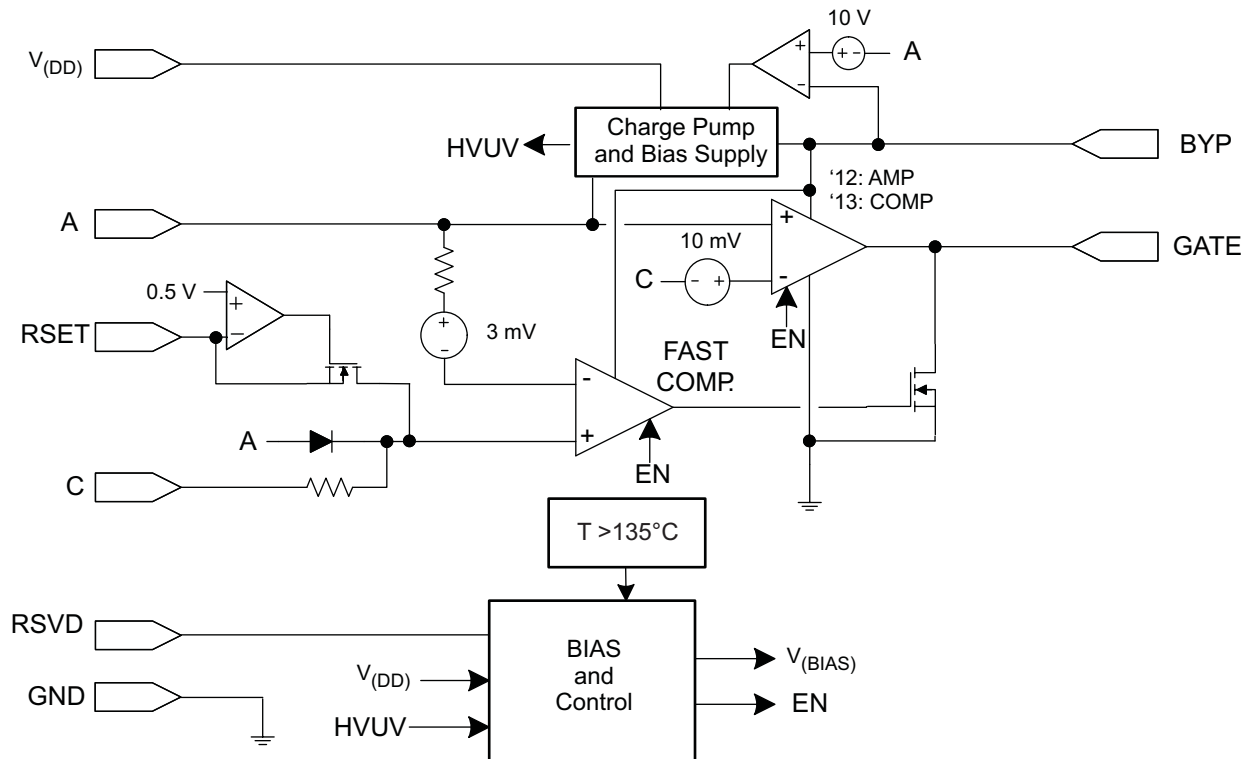 10 V
V(DD)
+
-
+ -
A
Charge Pump
and Bias Supply
HVUV
BYP
'12: AMP
'13: COMP
A
+
10 mV
GATE
C
- +
-
0.5 V
+
RSET
-
+
3 mV
-
EN
FAST
COMP.
-
A
+
EN
C
T >135°C
RSVD
BIAS
and
Control
V(BIAS)
V(DD)
GND
EN
HVUV